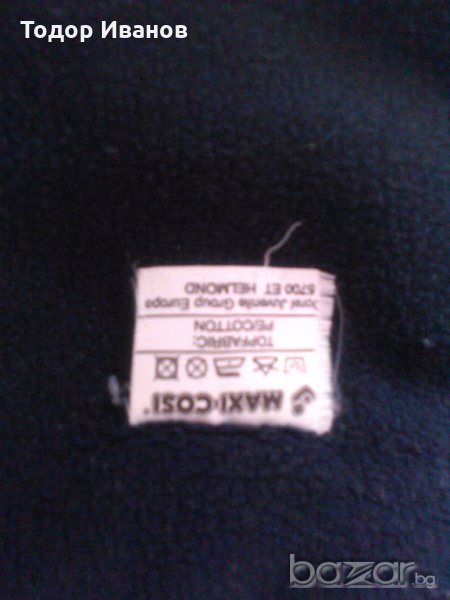 Тодор Иванов
MAXI-COSI®
TOPFABRIC:
PE/COTTON
Dorel Juvenile Group Europe
5700 ET HELMOND
bazar.bg